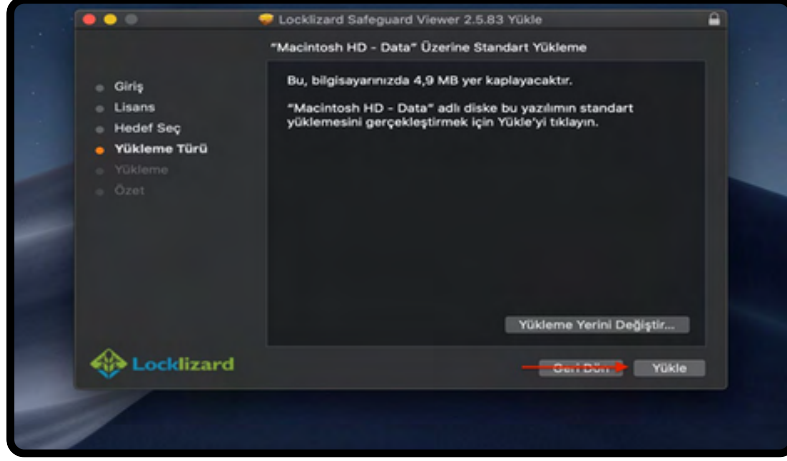 Locklizard Safeguard Viewer 2.5.83 Yükle
"Macintosh HD - Data" Üzerine Standart Yükleme
Giriş
Lisans
Hedef Seç
Yükleme Türü
Yükleme
Özet
Bu, bilgisayarınızda 4,9 MB yer kaplayacaktır.
"Macintosh HD - Data" adlı diske bu yazılımın standart
yüklemesini gerçekleştirmek için Yükle'yi tıklayın.
Yükleme Yerini Değiştir...
Locklizard
Geri Dön
Yükle